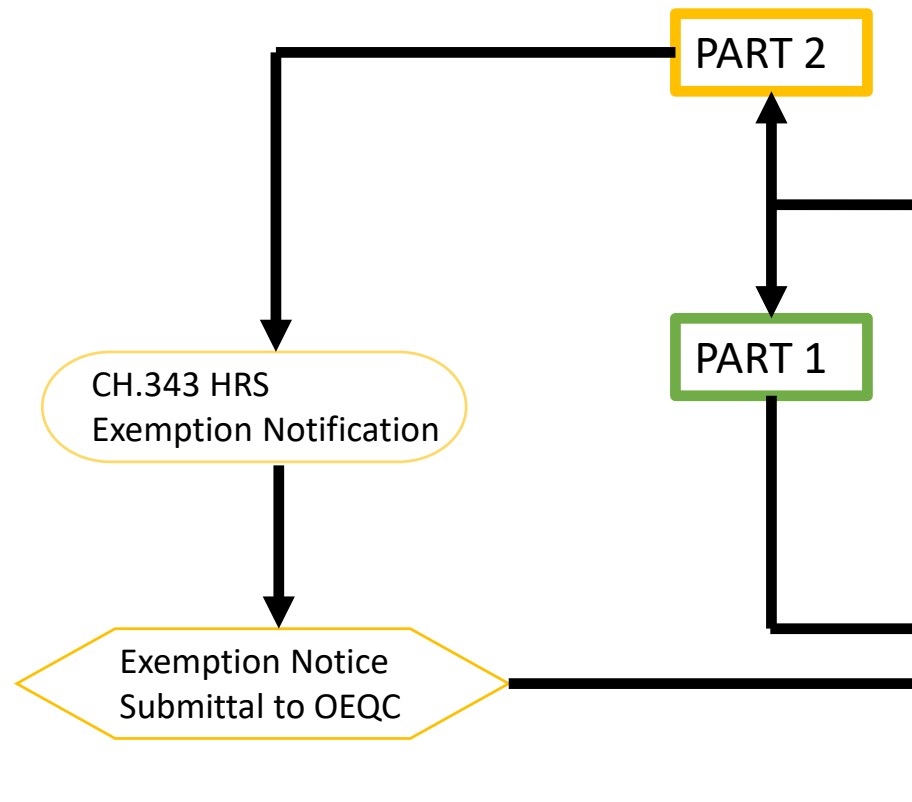 PART 2
PART 1
CH.343 HRS
Exemption Notification
Exemption Notice
Submittal to OEQC